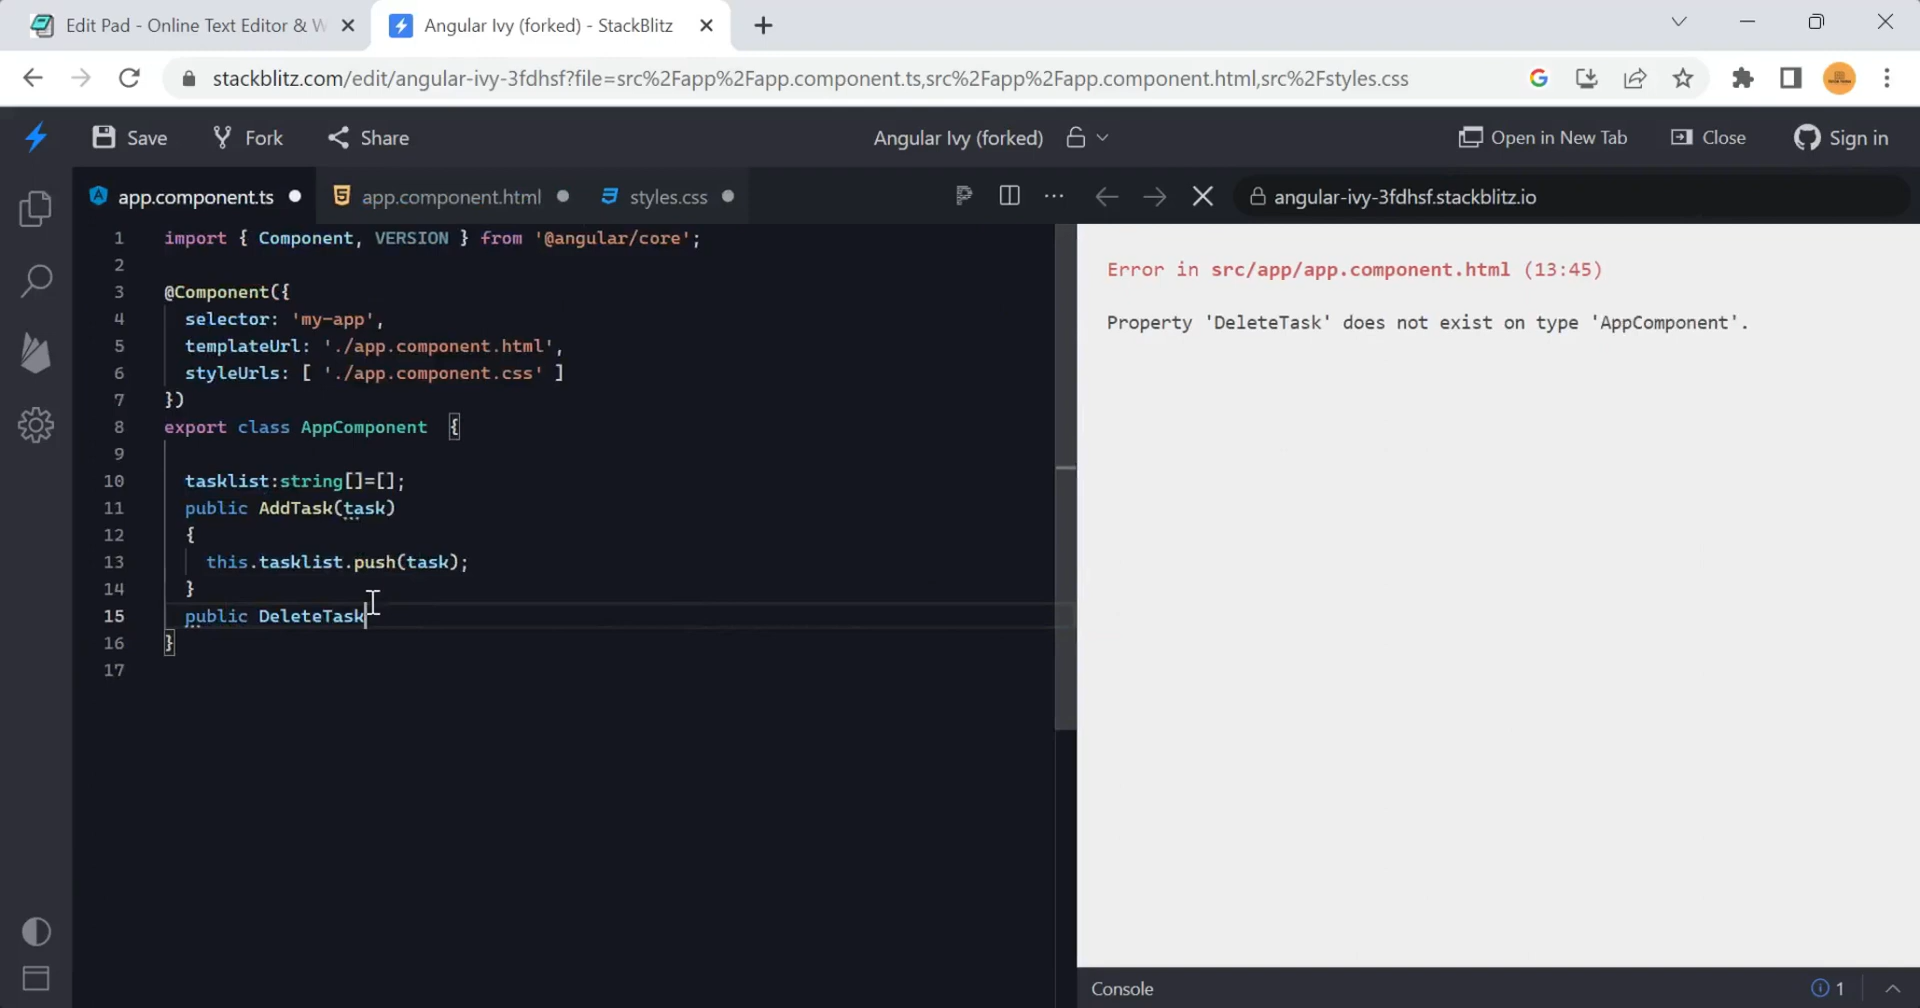 Edit Pad - Online Text Editor & W
Angular Ivy (forked) - StackBlitz
stackblitz.com/edit/angular-ivy-3fdhsf?file=src%2Fapp%2Fapp.component.ts,src%2Fapp%2Fapp.component.html,src%2Fstyles.css
Save
Fork
Share
Angular Ivy (forked)
Open in New Tab
Close
Sign in
app.component.ts
app.component.html
styles.css
angular-ivy-3fdhsf.stackblitz.io
1 import { Component, VERSION } from '@angular/core';
2
3 @Component({
4 selector: 'my-app',
5 templateUrl: './app.component.html',
6 styleUrls: [ './app.component.css' ]
7 })
8 export class AppComponent {
9
10 tasklist:string[]=[];
11 public AddTask(task)
12 {
13 this.tasklist.push(task);
14 }
15 public DeleteTask
16 }
17
Error in src/app/app.component.html (13:45)
Property 'DeleteTask' does not exist on type 'AppComponent'.
Console
1